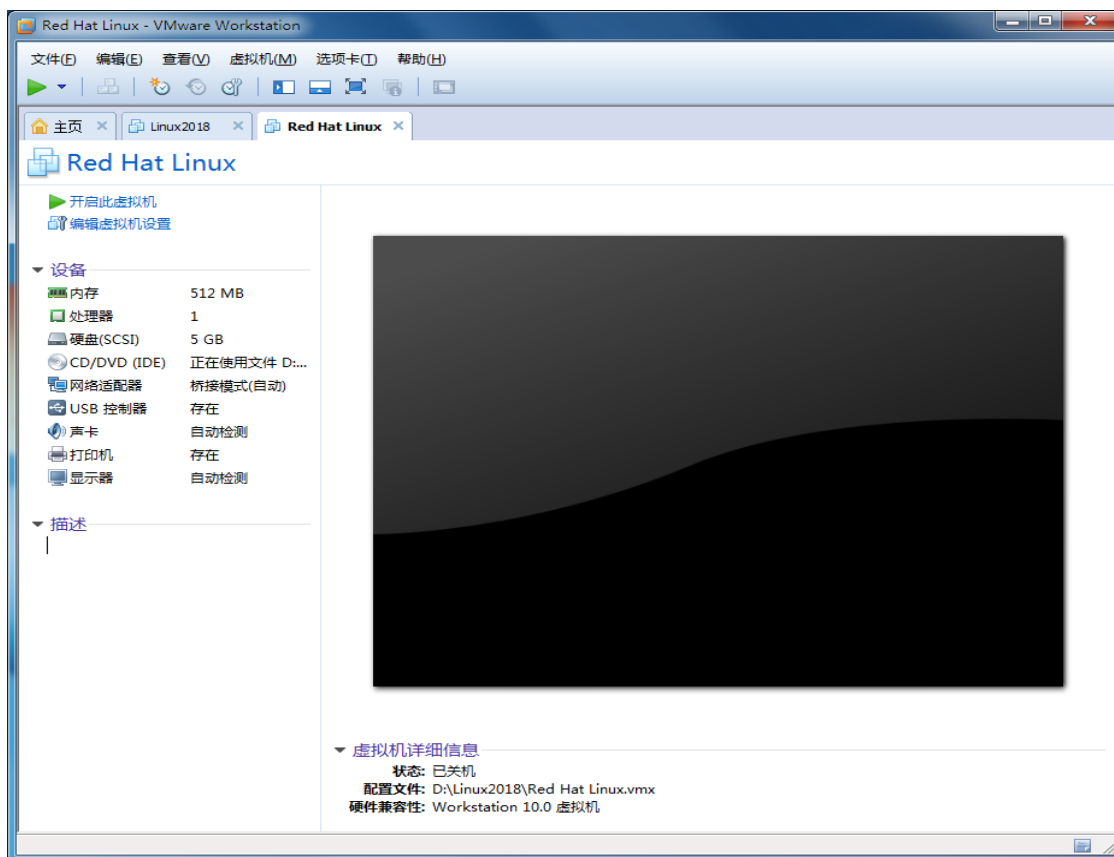 Red Hat Linux - VMware Workstation
文件(F) 编辑(E) 查看(V) 虚拟机(M) 选项卡(T) 帮助(H)
主页 Linux2018 Red Hat Linux
Red Hat Linux
开启此虚拟机
编辑虚拟机设置
设备
内存 512 MB
处理器 1
硬盘(SCSI) 5 GB
CD/DVD (IDE) 正在使用文件 D:...
网络适配器 桥接模式(自动)
USB 控制器 存在
声卡 自动检测
打印机 存在
显示器 自动检测
描述
虚拟机详细信息
状态: 已关机
配置文件: D:\Linux2018\Red Hat Linux.vmx
硬件兼容性: Workstation 10.0 虚拟机